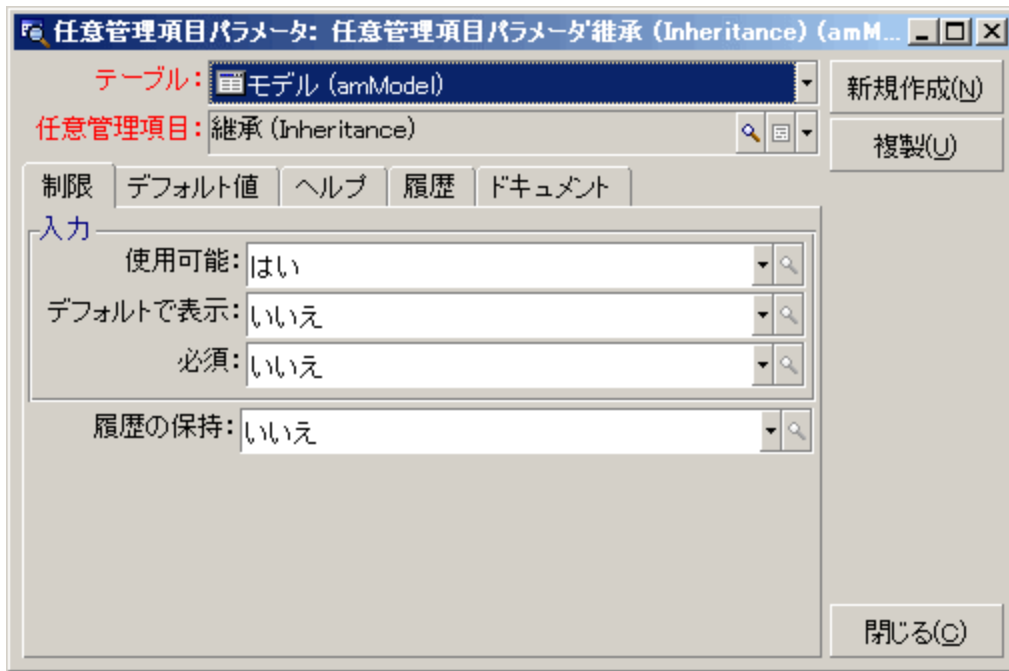 任意管理項目パラメータ: 任意管理項目パラメータ'継承 (Inheritance) (amM...
テーブル: モデル (amModel)
新規作成(N)
任意管理項目: 継承 (Inheritance)
複製(U)
制限 デフォルト値 ヘルプ 履歴 ドキュメント
入力
使用可能: はい
デフォルトで表示: いいえ
必須: いいえ
履歴の保持: いいえ
閉じる(C)